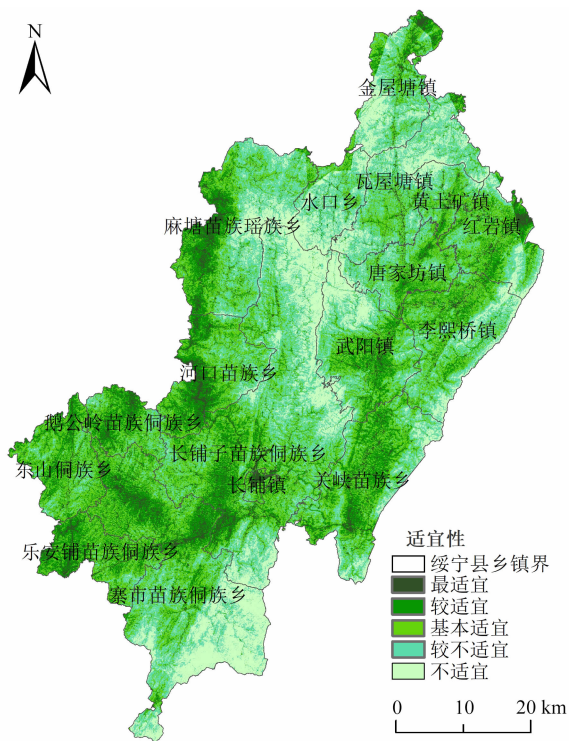 N
金屋塘镇
瓦屋塘镇
水口乡
黄土矿镇
麻塘苗族瑶族乡
红岩镇
唐家坊镇
李熙桥镇
武阳镇
河口苗族乡
鹅公岭苗族侗族乡
长铺子苗族侗族乡
东山侗族乡
长铺镇
关峡苗族乡
乐安铺苗族侗族乡
寨市苗族侗族乡
适宜性
绥宁县乡镇界
最适宜
较适宜
基本适宜
较不适宜
不适宜
0 10 20 km